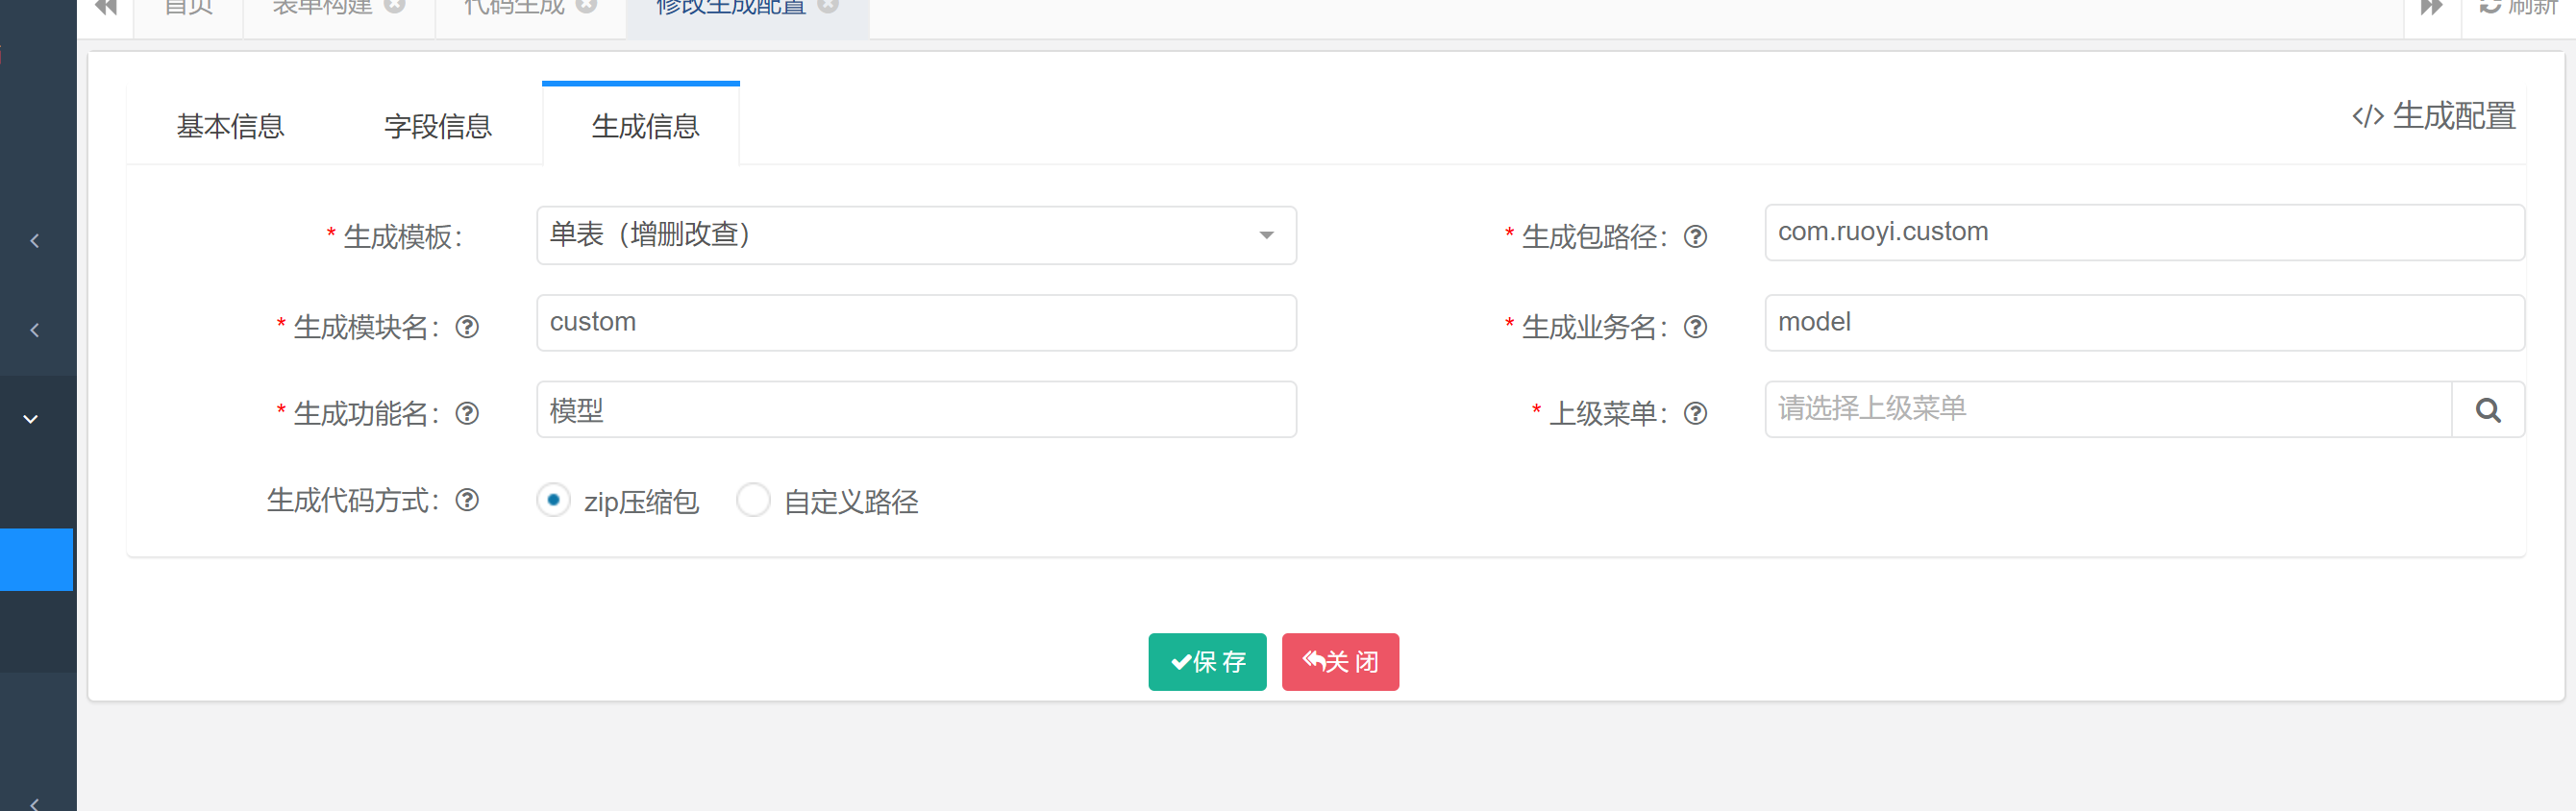 首页 表单构建 代码生成 修改生成配置 刷新
基本信息 字段信息 生成信息 </> 生成配置
* 生成模板： 单表（增删改查） * 生成包路径： com.ruoyi.custom
* 生成模块名： custom * 生成业务名： model
* 生成功能名： 模型 * 上级菜单： 请选择上级菜单
生成代码方式： zip压缩包 自定义路径
保 存 关 闭